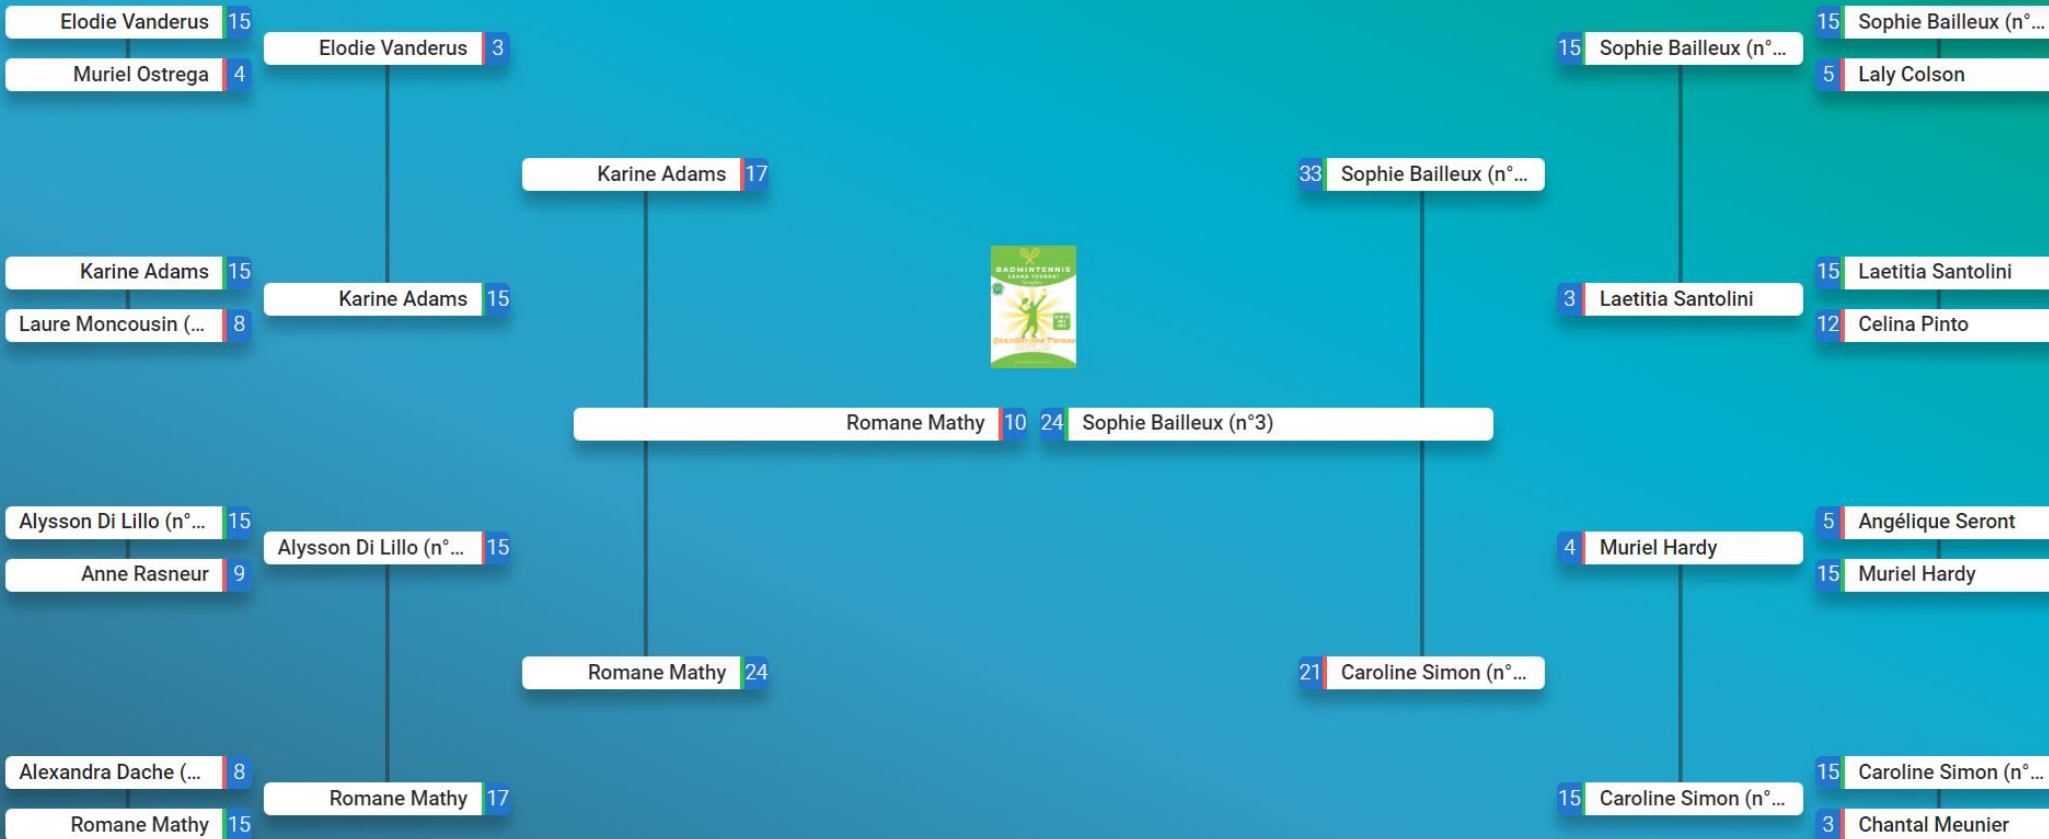 Elodie Vanderus 15
Muriel Ostrega 4
Karine Adams 15
Laure Moncousin (... 8
Alysson Di Lillo (n°... 15
Anne Rasneur 9
Alexandra Dache (... 8
Romane Mathy 15
Elodie Vanderus 3
Karine Adams 15
Alysson Di Lillo (n°... 15
Romane Mathy 17
Karine Adams 17
Romane Mathy 24
BADMINTENNIS
GRAND TOURNOI
Romane Mathy 10
24 Sophie Bailleux (n°3)
33 Sophie Bailleux (n°...
21 Caroline Simon (n°...
15 Sophie Bailleux (n°...
3 Laetitia Santolini
4 Muriel Hardy
15 Caroline Simon (n°...
15 Sophie Bailleux (n°...
5 Laly Colson
15 Laetitia Santolini
12 Celina Pinto
5 Angélique Seront
15 Muriel Hardy
15 Caroline Simon (n°...
3 Chantal Meunier